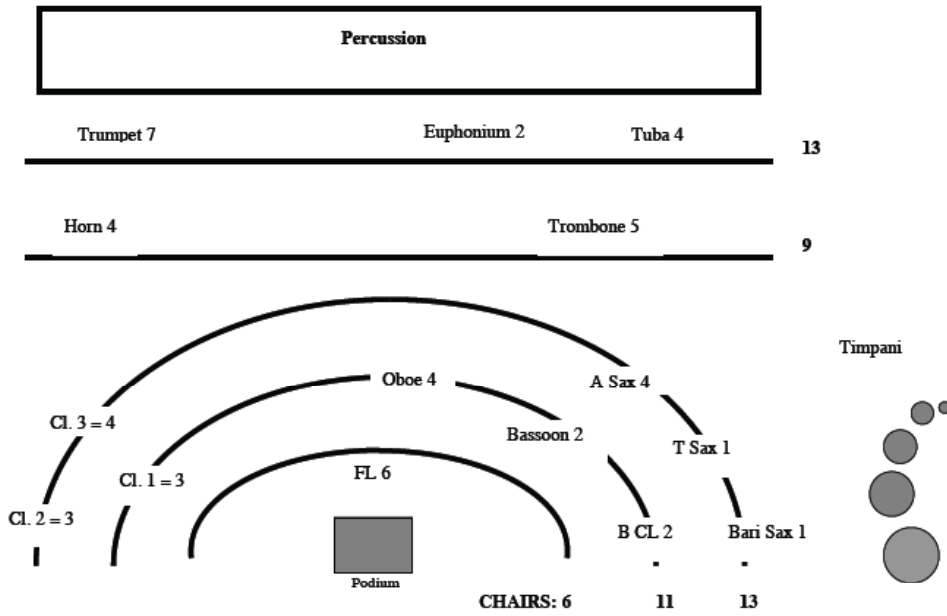 Percussion
Trumpet 7 Euphonium 2 Tuba 4 13
Horn 4 Trombone 5 9
Timpani
Oboe 4 A Sax 4
Cl. 3 = 4 Bassoon 2 T Sax 1
Cl. 1 = 3 FL 6
Cl. 2 = 3 B CL 2 Bari Sax 1
Podium
CHAIRS: 6 11 13